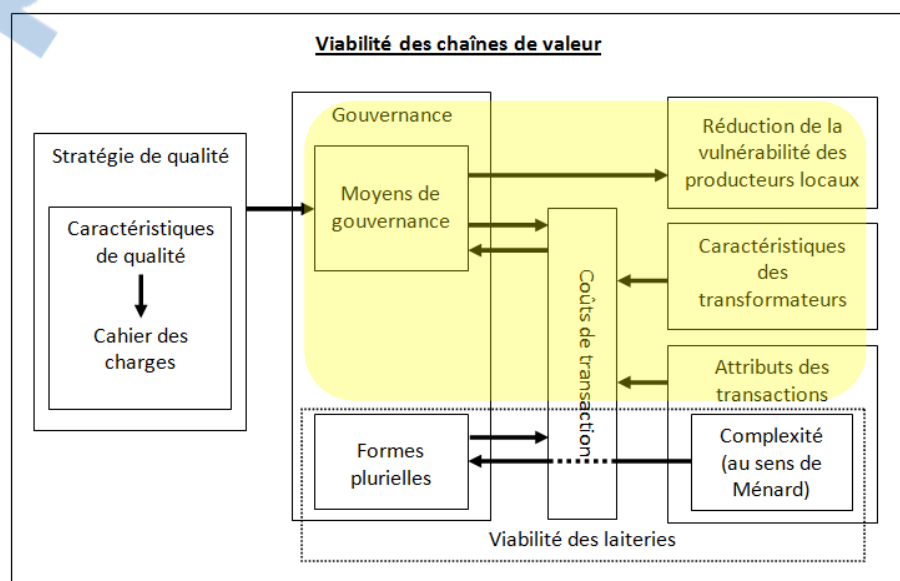 Viabilité des chaînes de valeur
Stratégie de qualité
Caractéristiques
de qualité
Cahier des
charges
Gouvernance
Moyens de
gouvernance
Formes
plurielles
Coûts de transaction
Réduction de la
vulnérabilité des
producteurs locaux
Caractéristiques
des
transformateurs
Attributs des
transactions
Complexité
(au sens de
Ménard)
Viabilité des laiteries